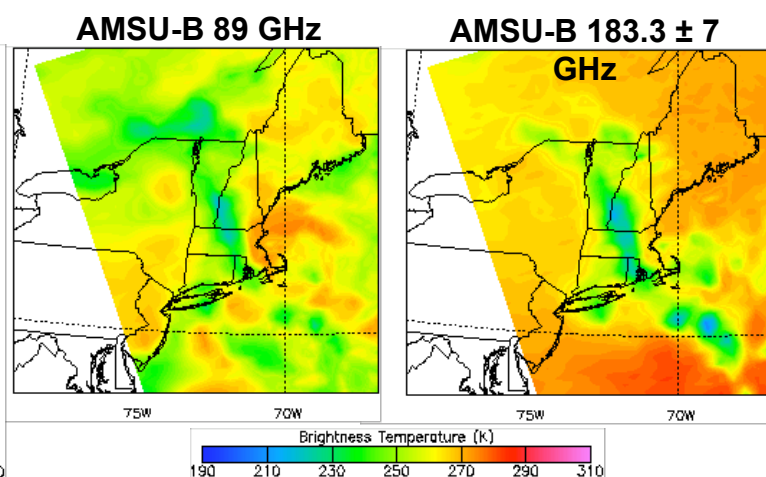 AMSU-B 89 GHz
AMSU-B 183.3 ± 7
GHz
75W 70W
75W 70W
Brightness Temperature (K)
190 210 230 250 270 290 310